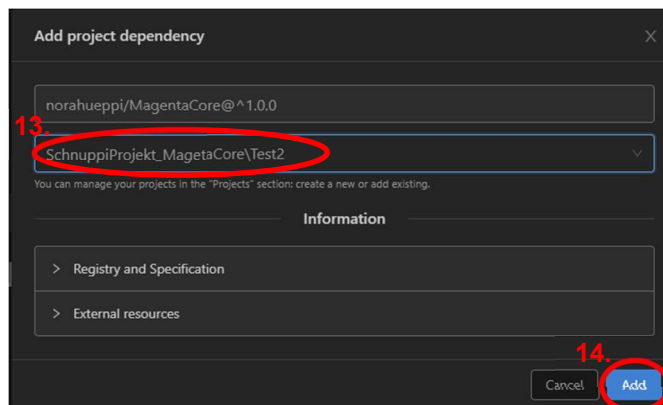 Add project dependency
norahueppi/MagentaCore@^1.0.0
13.
SchnuppiProjekt_MagetaCore\Test2
You can manage your projects in the "Projects" section: create a new or add existing.
Information
> Registry and Specification
> External resources
14.
Cancel Add